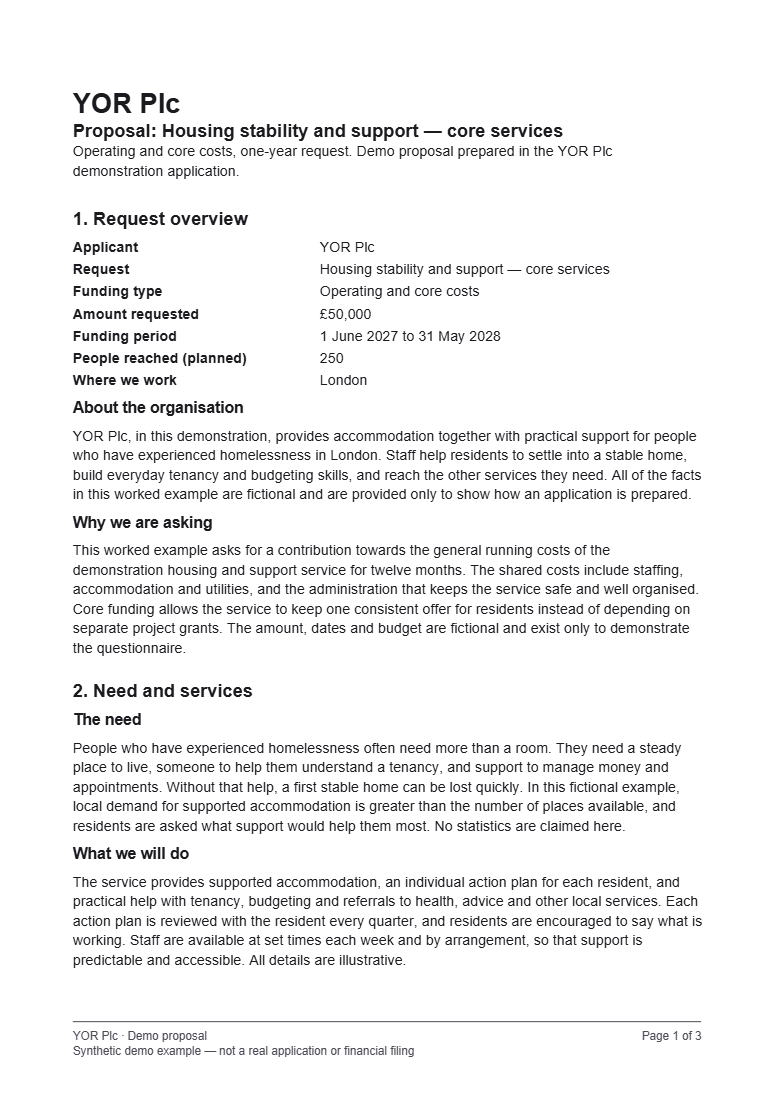 YOR Plc
Proposal: Housing stability and support — core services
Operating and core costs, one-year request. Demo proposal prepared in the YOR Plc
demonstration application.
1. Request overview
Applicant YOR Plc
Request Housing stability and support — core services
Funding type Operating and core costs
Amount requested £50,000
Funding period 1 June 2027 to 31 May 2028
People reached (planned) 250
Where we work London
About the organisation
YOR Plc, in this demonstration, provides accommodation together with practical support for people
who have experienced homelessness in London. Staff help residents to settle into a stable home,
build everyday tenancy and budgeting skills, and reach the other services they need. All of the facts
in this worked example are fictional and are provided only to show how an application is prepared.
Why we are asking
This worked example asks for a contribution towards the general running costs of the
demonstration housing and support service for twelve months. The shared costs include staffing,
accommodation and utilities, and the administration that keeps the service safe and well organised.
Core funding allows the service to keep one consistent offer for residents instead of depending on
separate project grants. The amount, dates and budget are fictional and exist only to demonstrate
the questionnaire.
2. Need and services
The need
People who have experienced homelessness often need more than a room. They need a steady
place to live, someone to help them understand a tenancy, and support to manage money and
appointments. Without that help, a first stable home can be lost quickly. In this fictional example,
local demand for supported accommodation is greater than the number of places available, and
residents are asked what support would help them most. No statistics are claimed here.
What we will do
The service provides supported accommodation, an individual action plan for each resident, and
practical help with tenancy, budgeting and referrals to health, advice and other local services. Each
action plan is reviewed with the resident every quarter, and residents are encouraged to say what is
working. Staff are available at set times each week and by arrangement, so that support is
predictable and accessible. All details are illustrative.
YOR Plc · Demo proposal Page 1 of 3
Synthetic demo example — not a real application or financial filing